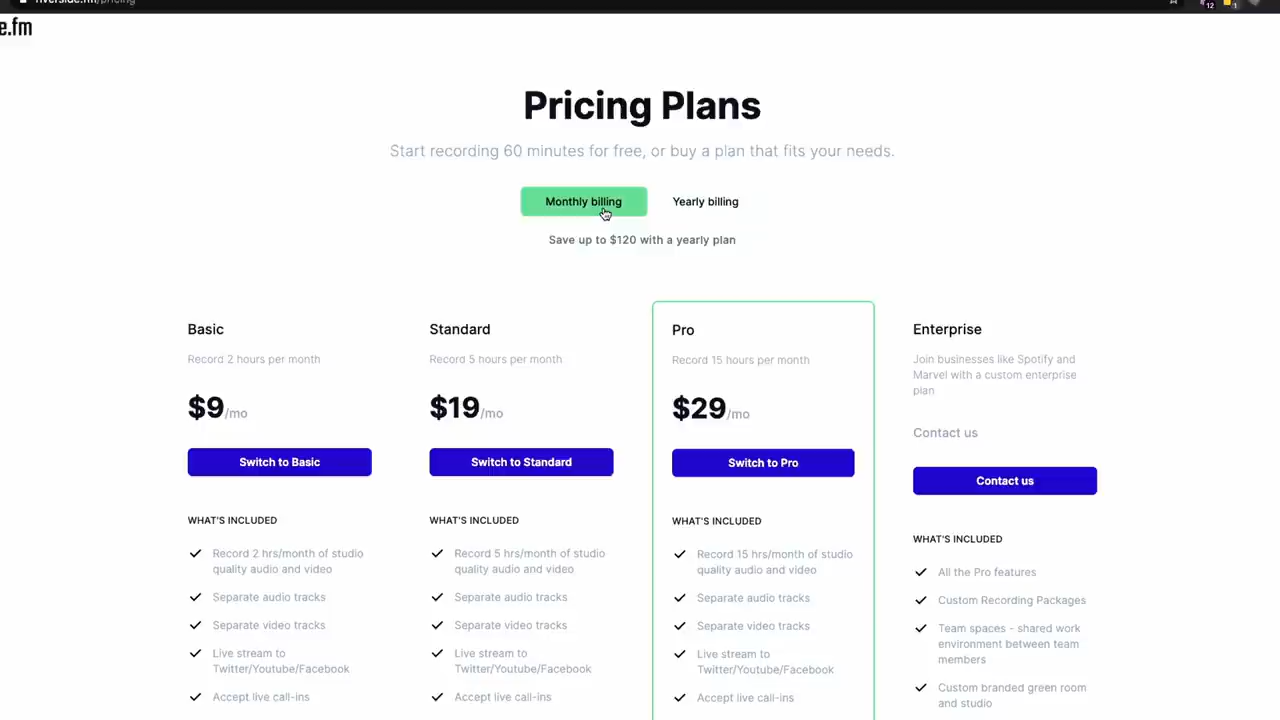 riverside.fm/pricing
12
1
e.fm
Pricing Plans
Start recording 60 minutes for free, or buy a plan that fits your needs.
Monthly billing
Yearly billing
Save up to $120 with a yearly plan
Basic
Record 2 hours per month
$9/mo
Switch to Basic
WHAT'S INCLUDED
Record 2 hrs/month of studio
quality audio and video
Separate audio tracks
Separate video tracks
Live stream to
Twitter/Youtube/Facebook
Accept live call-ins
Standard
Record 5 hours per month
$19/mo
Switch to Standard
WHAT'S INCLUDED
Record 5 hrs/month of studio
quality audio and video
Separate audio tracks
Separate video tracks
Live stream to
Twitter/Youtube/Facebook
Accept live call-ins
Pro
Record 15 hours per month
$29/mo
Switch to Pro
WHAT'S INCLUDED
Record 15 hrs/month of studio
quality audio and video
Separate audio tracks
Separate video tracks
Live stream to
Twitter/Youtube/Facebook
Accept live call-ins
Enterprise
Join businesses like Spotify and
Marvel with a custom enterprise
plan
Contact us
Contact us
WHAT'S INCLUDED
All the Pro features
Custom Recording Packages
Team spaces - shared work
environment between team
members
Custom branded green room
and studio